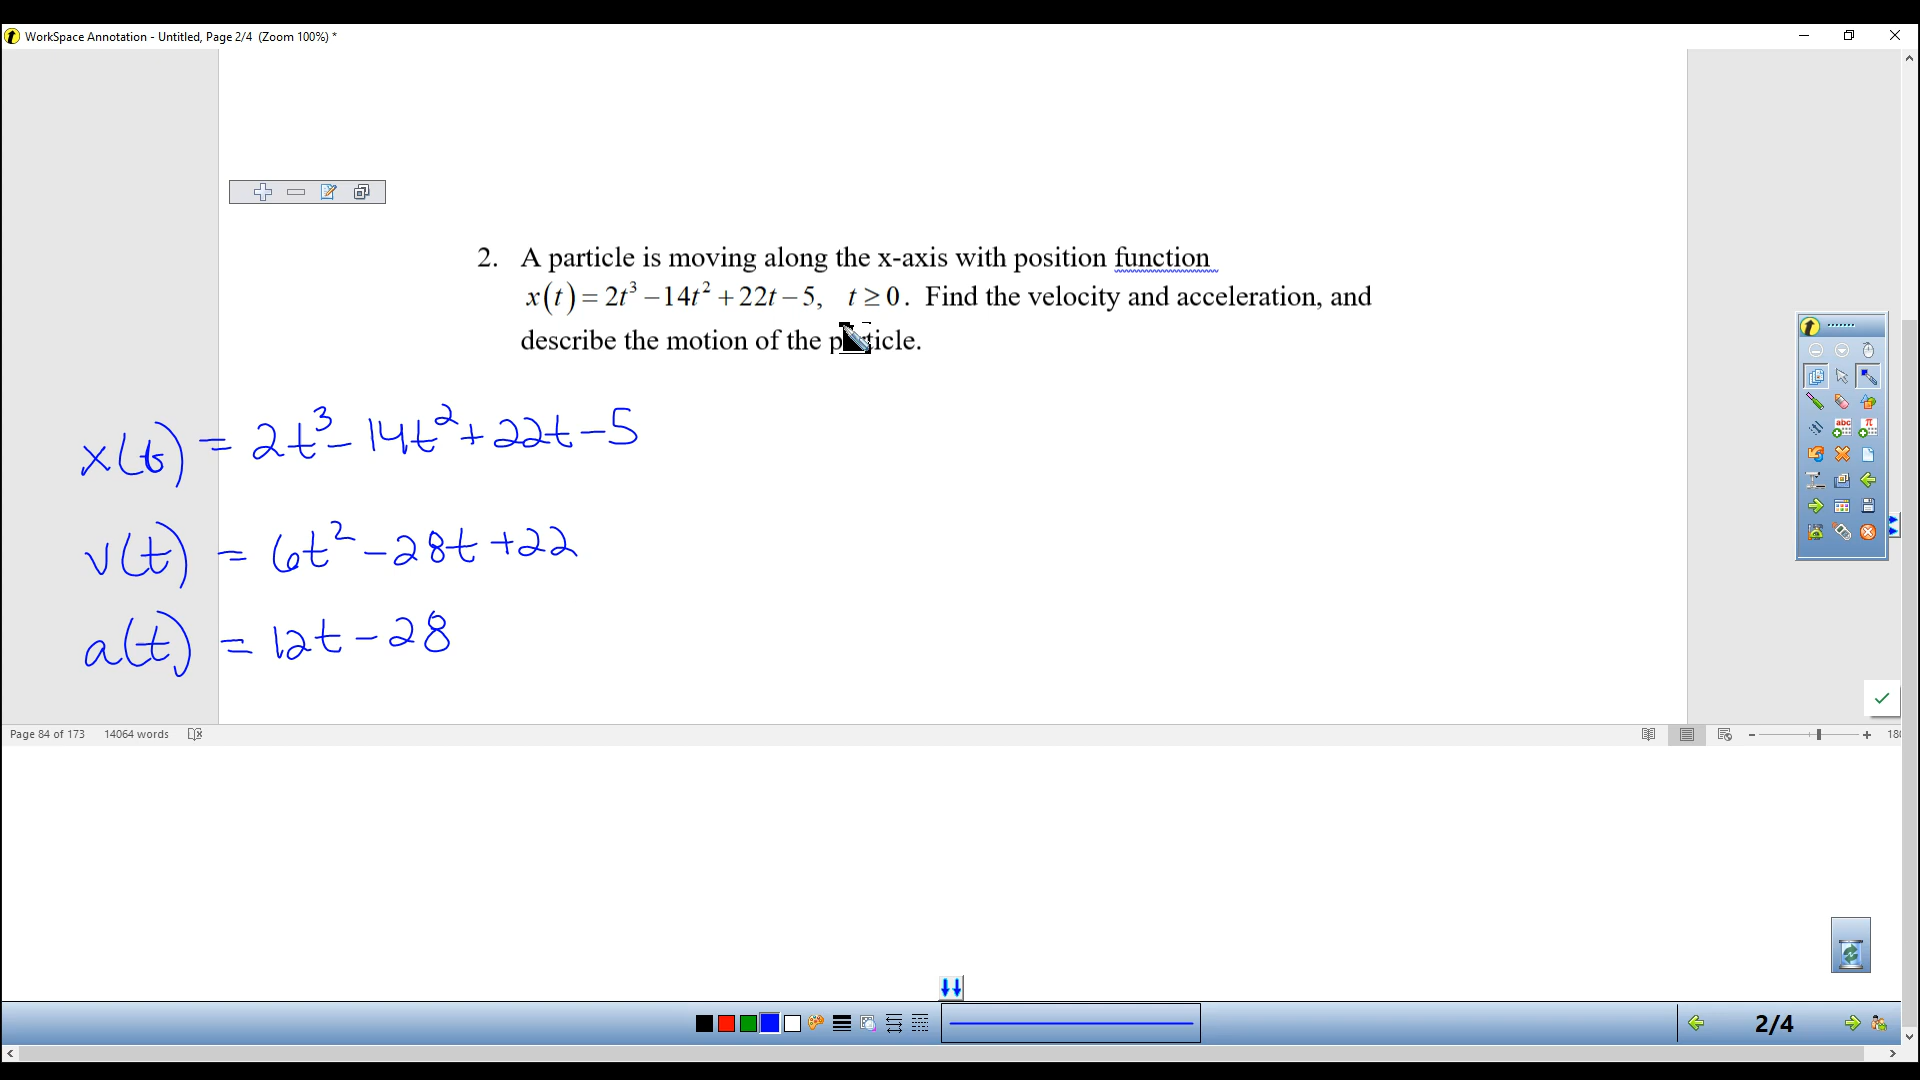 WorkSpace Annotation - Untitled, Page 2/4 (Zoom 100%) *
2. A particle is moving along the x-axis with position function
x(t) = 2t³ − 14t² + 22t − 5, t ≥ 0. Find the velocity and acceleration, and
describe the motion of the particle.
x(t) = 2t³ − 14t² + 22t − 5
v(t) = 6t² − 28t + 22
a(t) = 12t − 28
abc
π
Page 84 of 173 14064 words
2/4